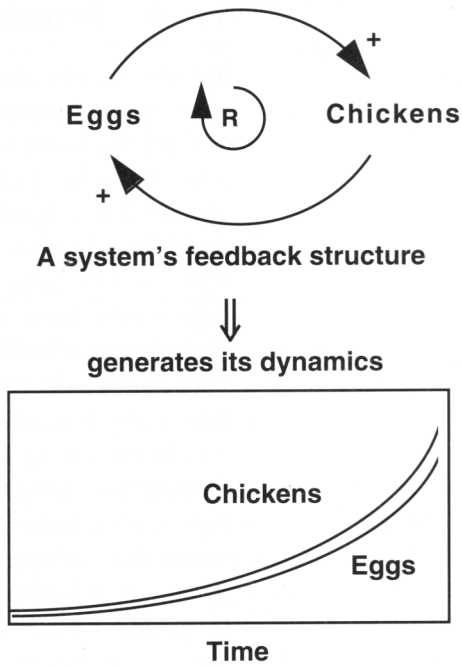 +
Eggs
R
Chickens
+
A system's feedback structure
generates its dynamics
Chickens
Eggs
Time